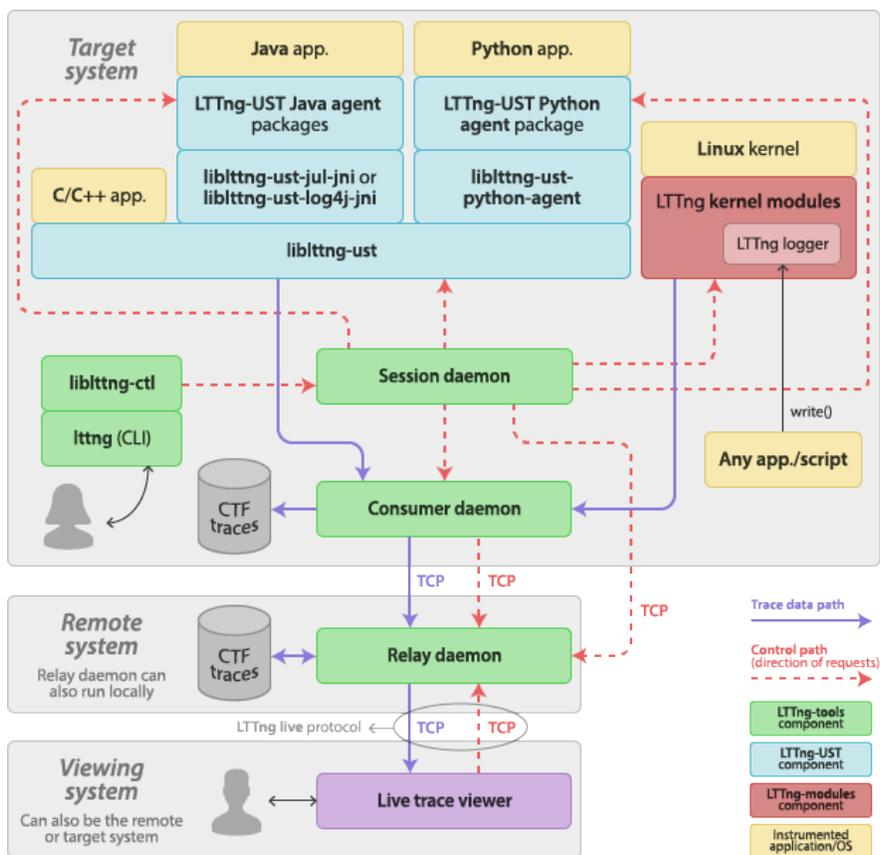 Target
system
Java app.
Python app.
LTTng-UST Java agent
packages
LTTng-UST Python
agent package
Linux kernel
C/C++ app.
liblttng-ust-jul-jni or
liblttng-ust-log4j-jni
liblttng-ust-
python-agent
LTTng kernel modules
LTTng logger
liblttng-ust
liblttng-ctl
Session daemon
lttng (CLI)
write()
Any app./script
CTF
traces
Consumer daemon
TCP
TCP
TCP
Remote
system
Relay daemon can
also run locally
CTF
traces
Relay daemon
LTTng live protocol
TCP
TCP
Viewing
system
Can also be the remote
or target system
Live trace viewer
Trace data path
Control path
(direction of requests)
LTTng-tools
component
LTTng-UST
component
LTTng-modules
component
Instrumented
application/OS